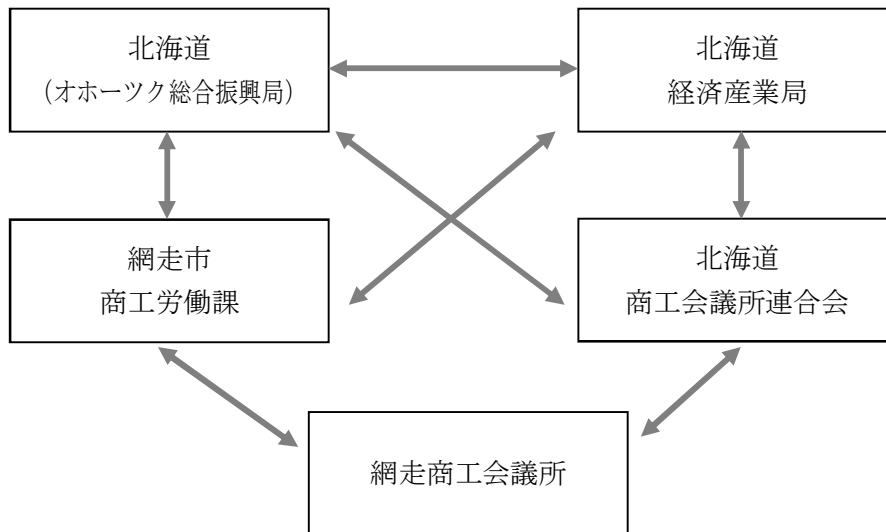 北海道
（オホーツク総合振興局）
北海道
経済産業局
網走市
商工労働課
北海道
商工会議所連合会
網走商工会議所